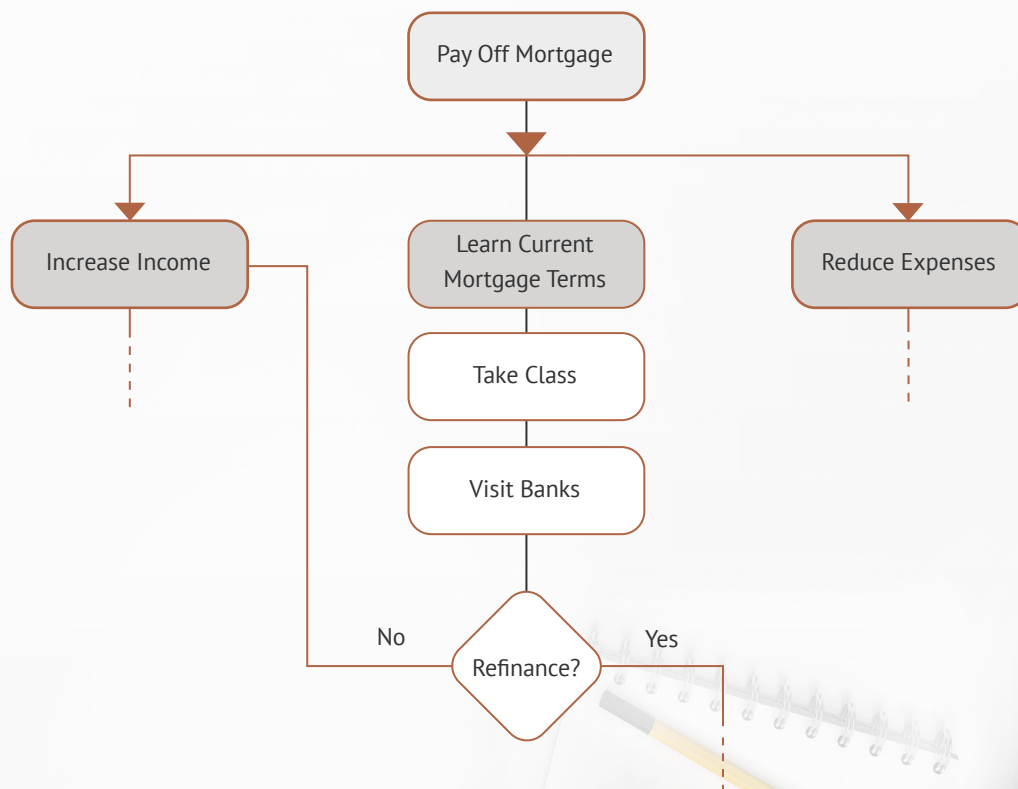 Pay Off Mortgage
Increase Income
Learn Current
Mortgage Terms
Reduce Expenses
Take Class
Visit Banks
No
Refinance?
Yes